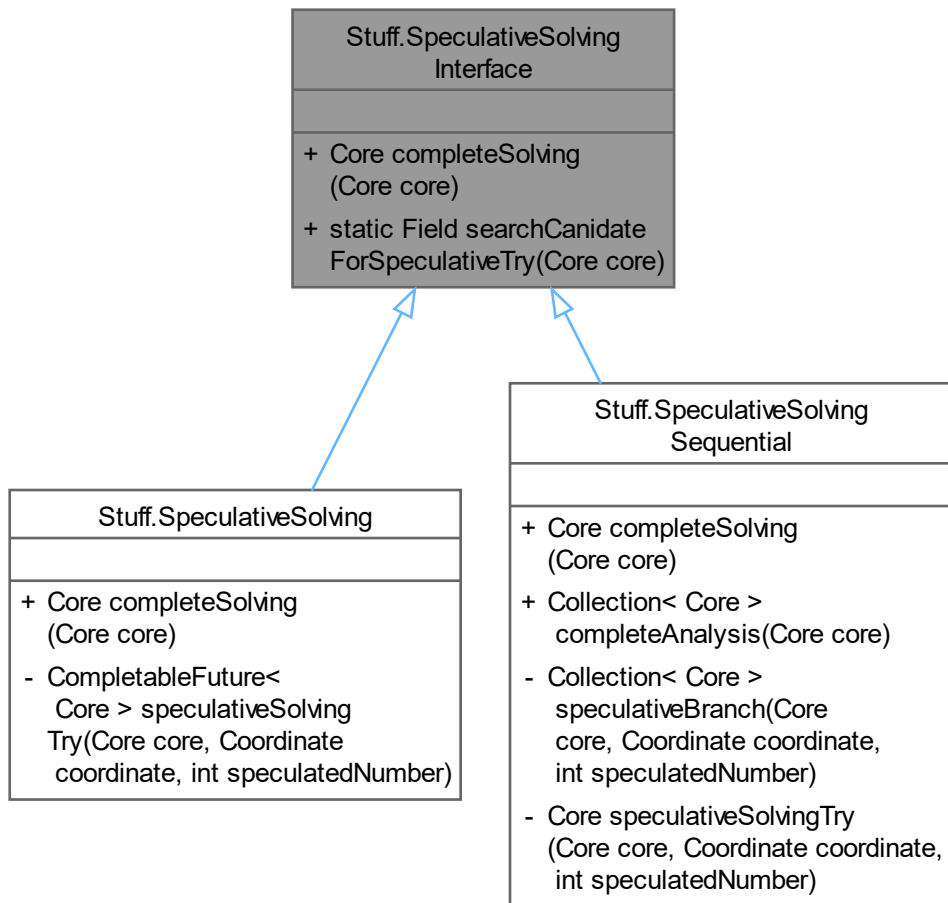 Stuff.SpeculativeSolving
Interface
+ Core completeSolving
(Core core)
+ static Field searchCanidate
ForSpeculativeTry(Core core)
Stuff.SpeculativeSolving
+ Core completeSolving
(Core core)
- CompletableFuture<
Core > speculativeSolving
Try(Core core, Coordinate
coordinate, int speculatedNumber)
Stuff.SpeculativeSolving
Sequential
+ Core completeSolving
(Core core)
+ Collection< Core >
completeAnalysis(Core core)
- Collection< Core >
speculativeBranch(Core
core, Coordinate coordinate,
int speculatedNumber)
- Core speculativeSolvingTry
(Core core, Coordinate coordinate,
int speculatedNumber)